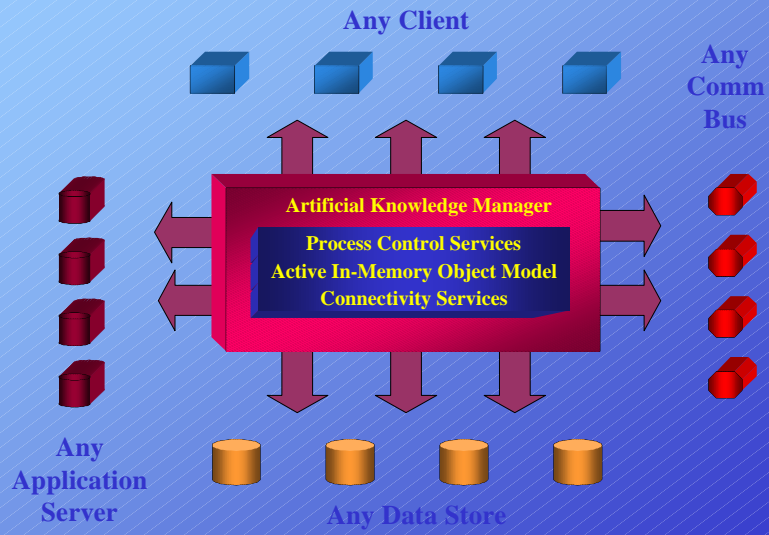 Any Client
Any
Comm
Bus
Artificial Knowledge Manager
Process Control Services
Active In-Memory Object Model
Connectivity Services
Any
Application
Server
Any Data Store